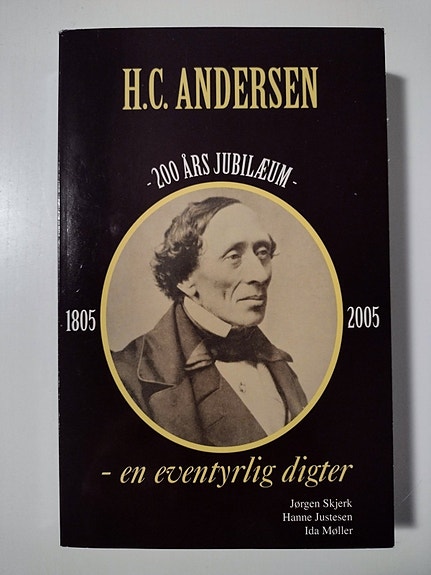 H.C. ANDERSEN
- 200 ÅRS JUBILÆUM -
1805
2005
- en eventyrlig digter
Jørgen Skjerk
Hanne Justesen
Ida Møller